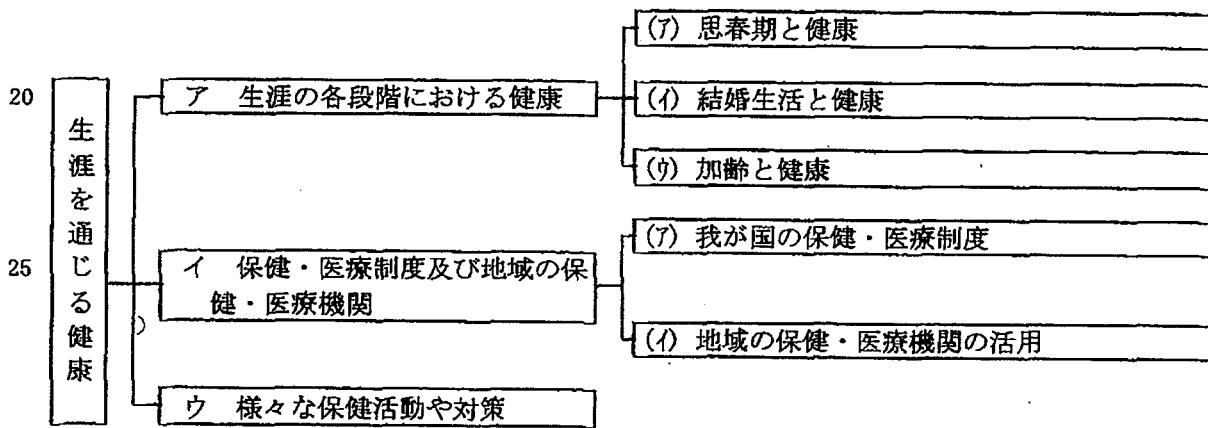 20
25
生涯を通じる健康
ア 生涯の各段階における健康
(ア) 思春期と健康
(イ) 結婚生活と健康
(ウ) 加齢と健康
イ 保健・医療制度及び地域の保
健・医療機関
(ア) 我が国の保健・医療制度
(イ) 地域の保健・医療機関の活用
ウ 様々な保健活動や対策